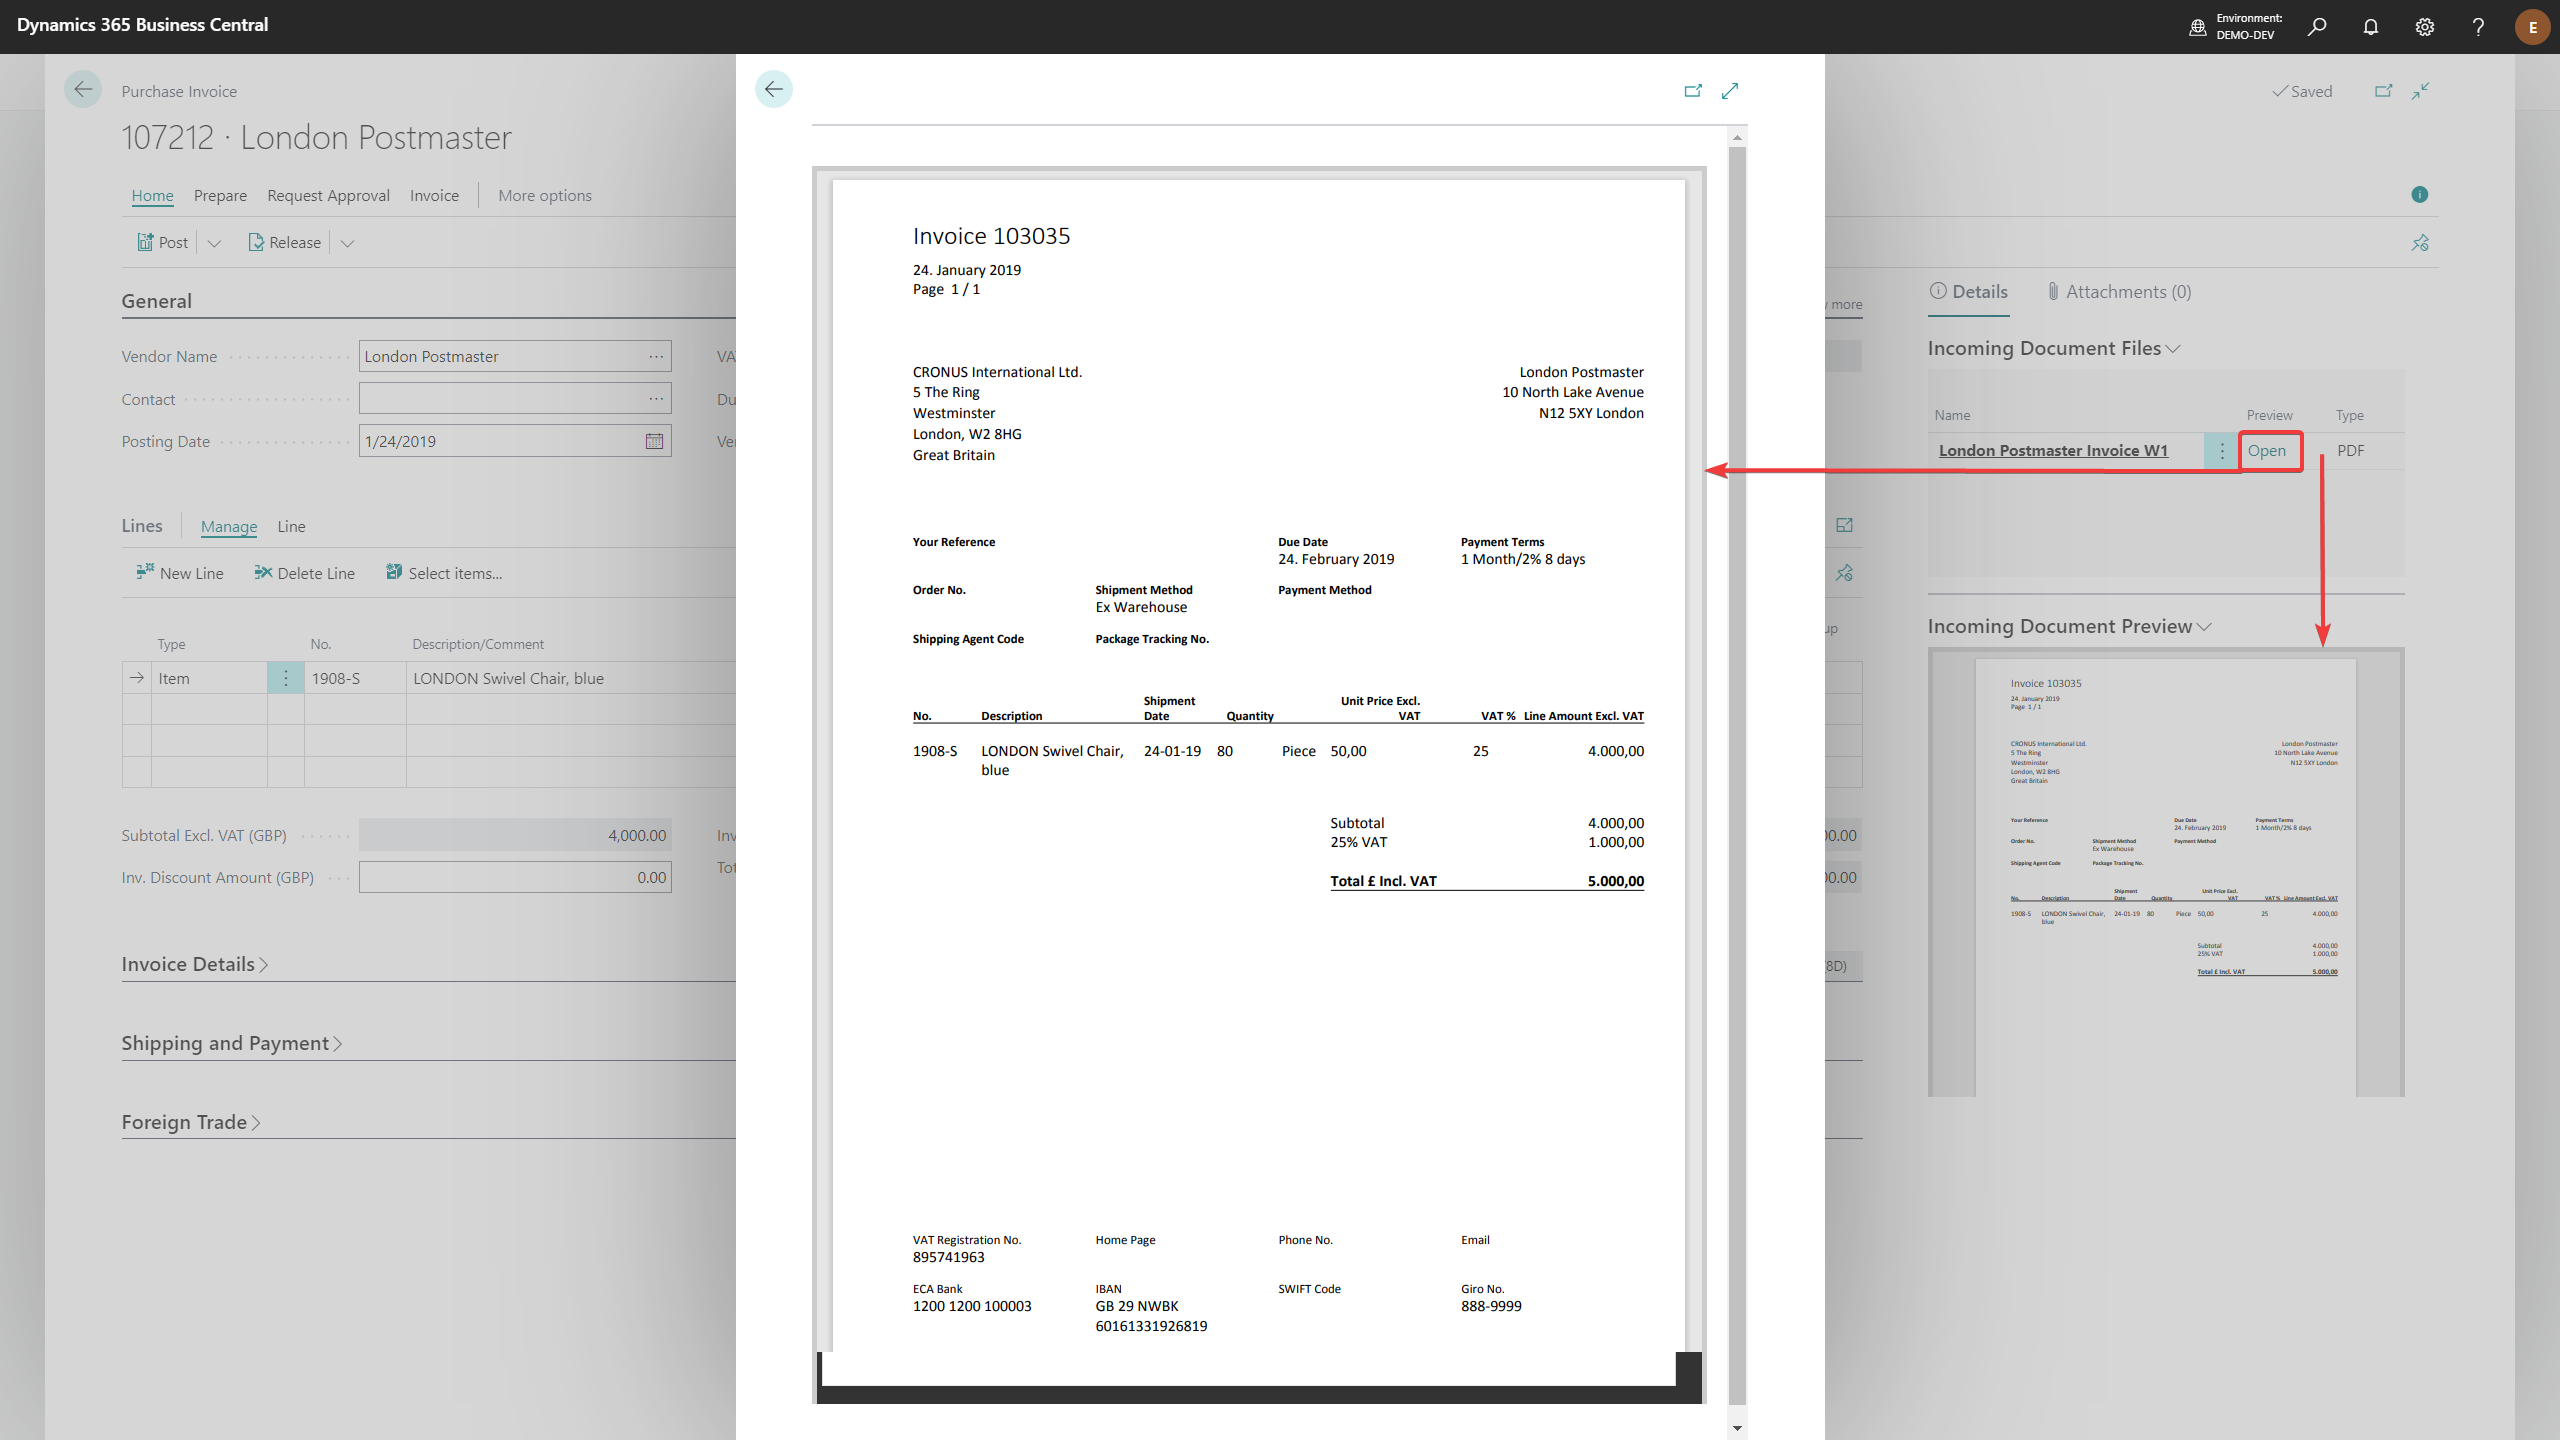 Dynamics 365 Business Central
Environment:
DEMO-DEV
E
Purchase Invoice
Saved
107212 · London Postmaster
Home Prepare Request Approval Invoice More options
Post Release
General
more
Vendor Name London Postmaster
Contact
Posting Date 1/24/2019
Lines Manage Line
New Line Delete Line Select items...
Type No. Description/Comment
Item 1908-S LONDON Swivel Chair, blue
Subtotal Excl. VAT (GBP) 4,000.00
Inv. Discount Amount (GBP) 0.00
Invoice Details
Shipping and Payment
Foreign Trade
Invoice 103035
24. January 2019
Page 1 / 1
CRONUS International Ltd. London Postmaster
5 The Ring 10 North Lake Avenue
Westminster N12 5XY London
London, W2 8HG
Great Britain
Your Reference Due Date Payment Terms
24. February 2019 1 Month/2% 8 days
Order No. Shipment Method Payment Method
Ex Warehouse
Shipping Agent Code Package Tracking No.
Shipment Unit Price Excl.
No. Description Date Quantity VAT VAT % Line Amount Excl. VAT
1908-S LONDON Swivel Chair, 24-01-19 80 Piece 50,00 25 4.000,00
blue
Subtotal 4.000,00
25% VAT 1.000,00
Total £ Incl. VAT 5.000,00
VAT Registration No. Home Page Phone No. Email
895741963
ECA Bank IBAN SWIFT Code Giro No.
1200 1200 100003 GB 29 NWBK 888-9999
60161331926819
Details Attachments (0)
Incoming Document Files
Name Preview Type
London Postmaster Invoice W1 Open PDF
Incoming Document Preview
Invoice 103035
24. January 2019
Page 1 / 1
CRONUS International Ltd. London Postmaster
5 The Ring 10 North Lake Avenue
Westminster N12 5XY London
London, W2 8HG
Great Britain
Your Reference Due Date Payment Terms
24. February 2019 1 Month/2% 8 days
Order No. Shipment Method Payment Method
Ex Warehouse
Shipping Agent Code Package Tracking No.
Shipment Unit Price Excl.
No. Description Date Quantity VAT VAT % Line Amount Excl. VAT
1908-S LONDON Swivel Chair, 24-01-19 80 Piece 50,00 25 4.000,00
blue
Subtotal 4.000,00
25% VAT 1.000,00
Total £ Incl. VAT 5.000,00